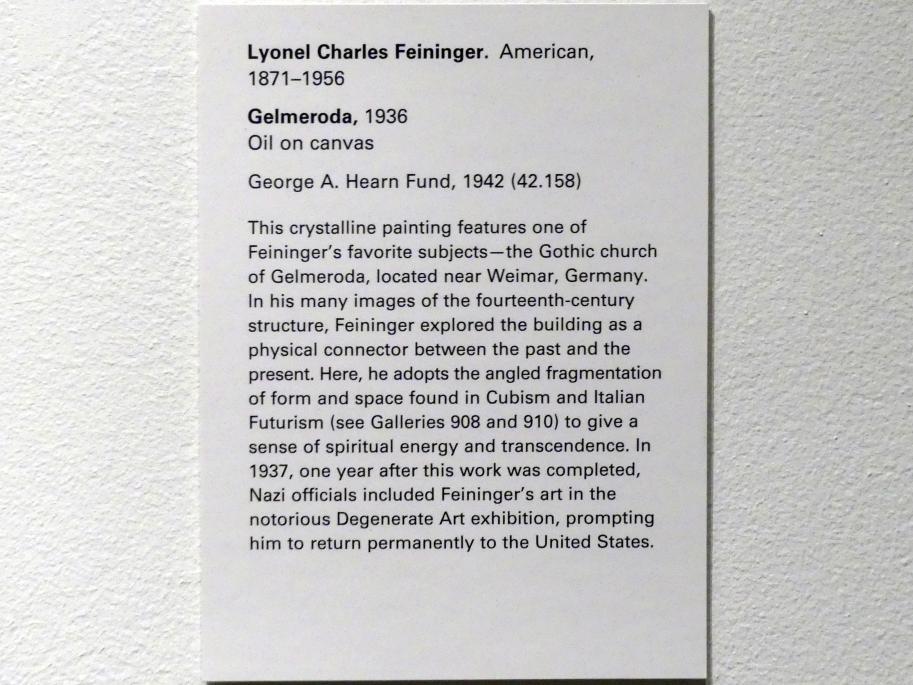 Lyonel Charles Feininger. American,
1871–1956
Gelmeroda, 1936
Oil on canvas
George A. Hearn Fund, 1942 (42.158)
This crystalline painting features one of
Feininger's favorite subjects—the Gothic church
of Gelmeroda, located near Weimar, Germany.
In his many images of the fourteenth-century
structure, Feininger explored the building as a
physical connector between the past and the
present. Here, he adopts the angled fragmentation
of form and space found in Cubism and Italian
Futurism (see Galleries 908 and 910) to give a
sense of spiritual energy and transcendence. In
1937, one year after this work was completed,
Nazi officials included Feininger's art in the
notorious Degenerate Art exhibition, prompting
him to return permanently to the United States.